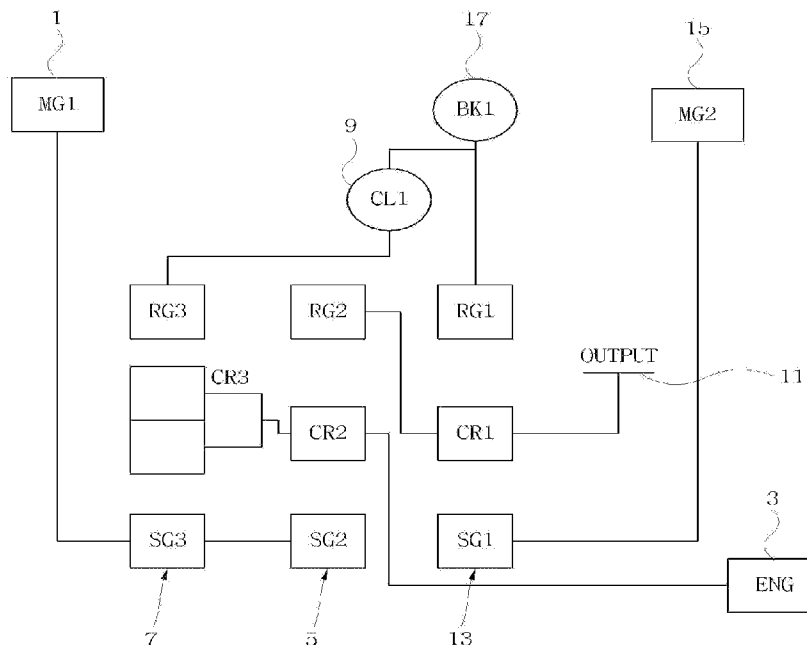 1
17
15
MG1
BK1
MG2
9
CL1
RG3
RG2
RG1
OUTPUT
11
CR3
CR2
CR1
3
SG3
SG2
SG1
ENG
7
5
13